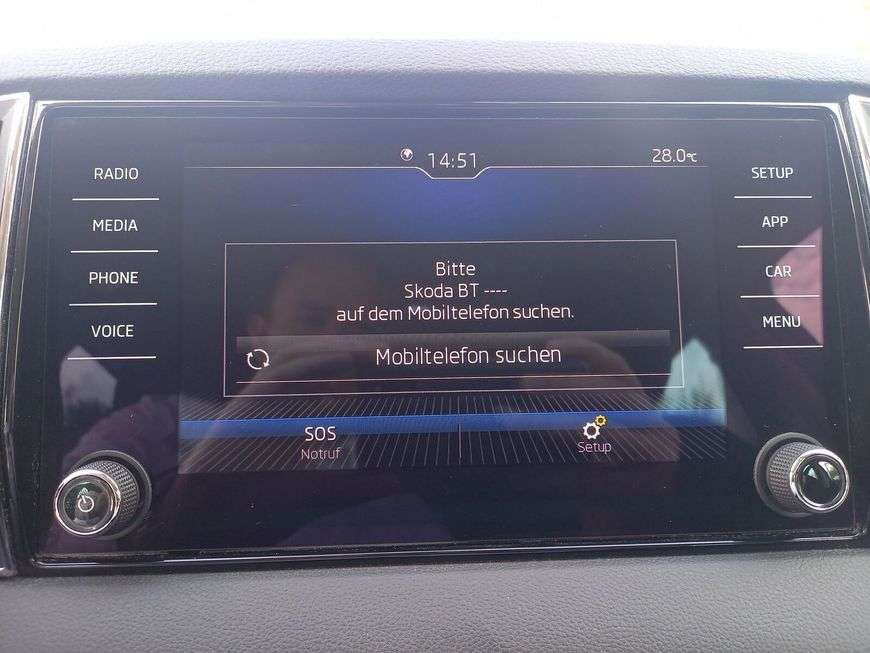 14:51
28.0°C
RADIO
MEDIA
PHONE
VOICE
Bitte
Skoda BT ----
auf dem Mobiltelefon suchen.
Mobiltelefon suchen
SOS
Notruf
Setup
SETUP
APP
CAR
MENU